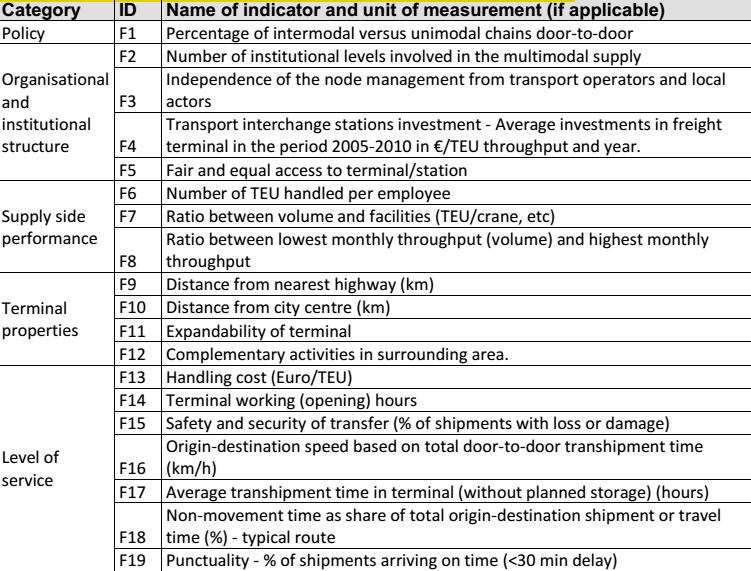 Category ID Name of indicator and unit of measurement (if applicable)
Policy F1 Percentage of intermodal versus unimodal chains door-to-door
Organisational
and
institutional
structure
F2 Number of institutional levels involved in the multimodal supply
Independence of the node management from transport operators and local
F3 actors
Transport interchange stations investment - Average investments in freight
F4 terminal in the period 2005-2010 in €/TEU throughput and year.
F5 Fair and equal access to terminal/station
Supply side
performance
F6 Number of TEU handled per employee
F7 Ratio between volume and facilities (TEU/crane, etc)
Ratio between lowest monthly throughput (volume) and highest monthly
F8 throughput
Terminal
properties
F9 Distance from nearest highway (km)
F10 Distance from city centre (km)
F11 Expandability of terminal
F12 Complementary activities in surrounding area.
Level of
service
F13 Handling cost (Euro/TEU)
F14 Terminal working (opening) hours
F15 Safety and security of transfer (% of shipments with loss or damage)
Origin-destination speed based on total door-to-door transhipment time
F16 (km/h)
F17 Average transhipment time in terminal (without planned storage) (hours)
Non-movement time as share of total origin-destination shipment or travel
F18 time (%) - typical route
F19 Punctuality - % of shipments arriving on time (<30 min delay)